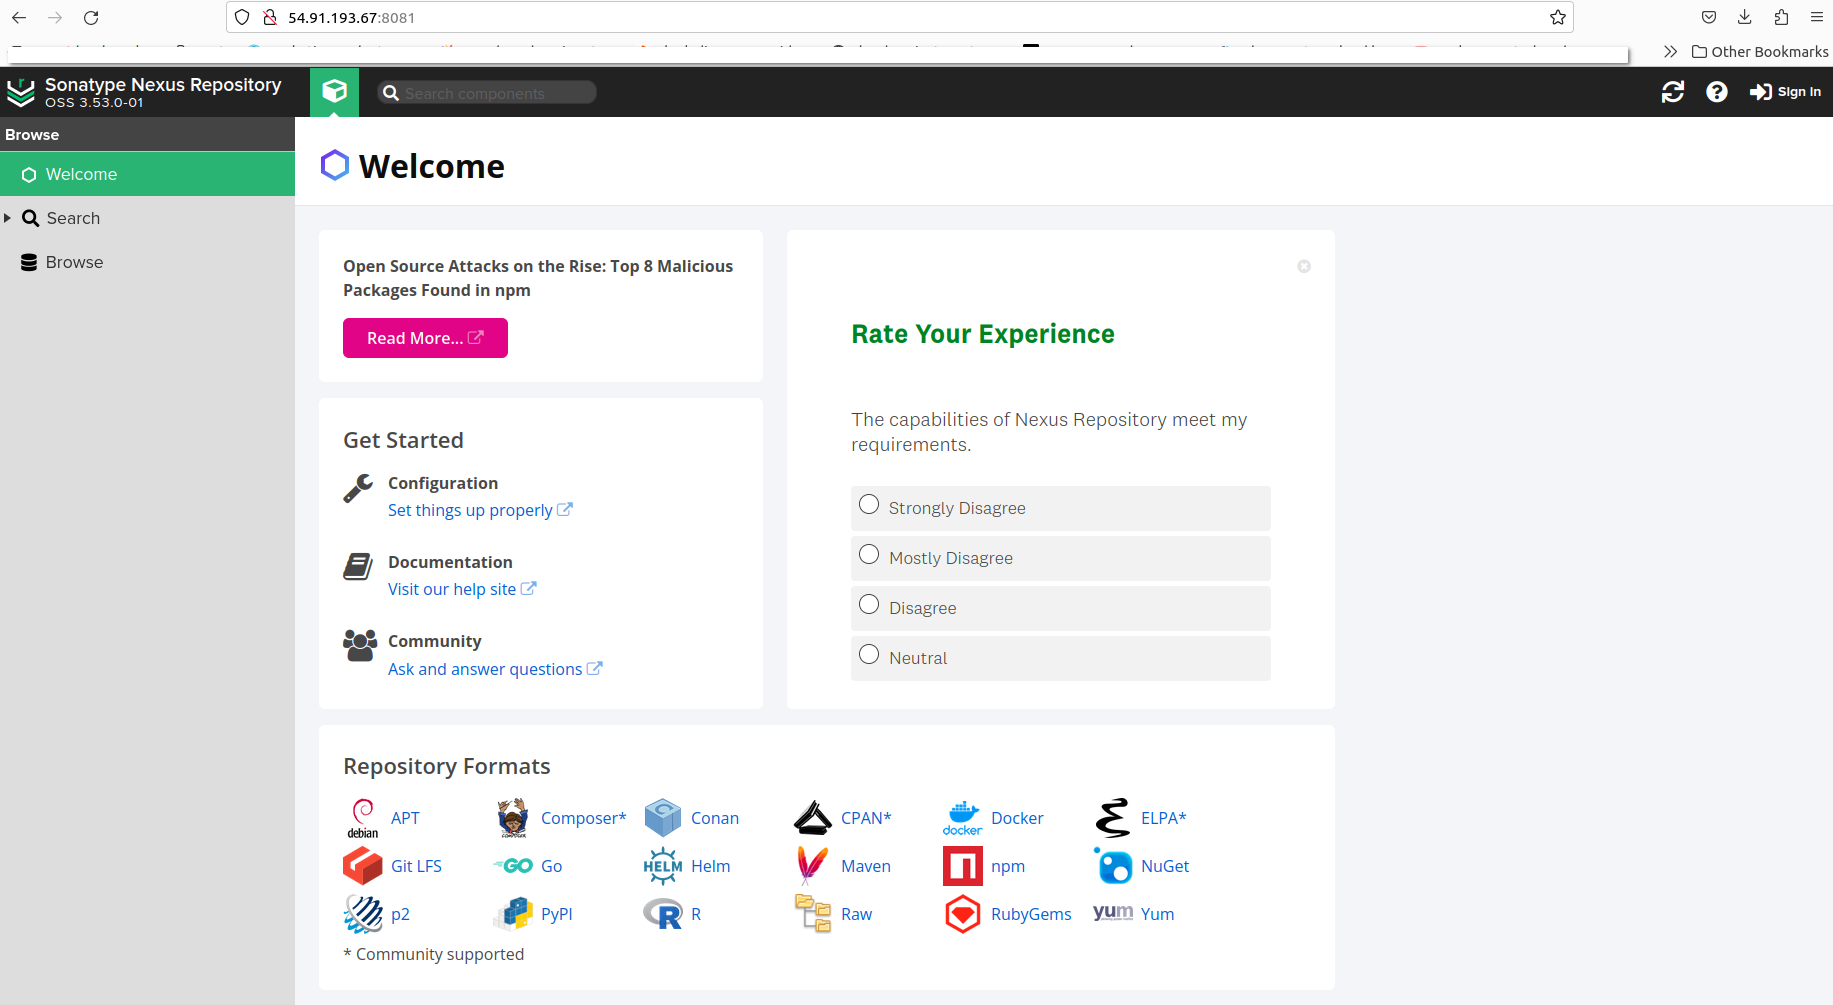 54.91.193.67:8081
Other Bookmarks
Sonatype Nexus Repository
OSS 3.53.0-01
Search components
Sign In
Browse
Welcome
Search
Browse
Welcome
Open Source Attacks on the Rise: Top 8 Malicious
Packages Found in npm
Read More...
Get Started
Configuration
Set things up properly
Documentation
Visit our help site
Community
Ask and answer questions
Rate Your Experience
The capabilities of Nexus Repository meet my
requirements.
Strongly Disagree
Mostly Disagree
Disagree
Neutral
Repository Formats
debian APT
COMPOSER Composer*
Conan
CPAN*
docker Docker
ELPA*
Git LFS
GO Go
HELM Helm
Maven
npm
NuGet
p2
PyPI
R R
Raw
RubyGems
yum Yum
* Community supported